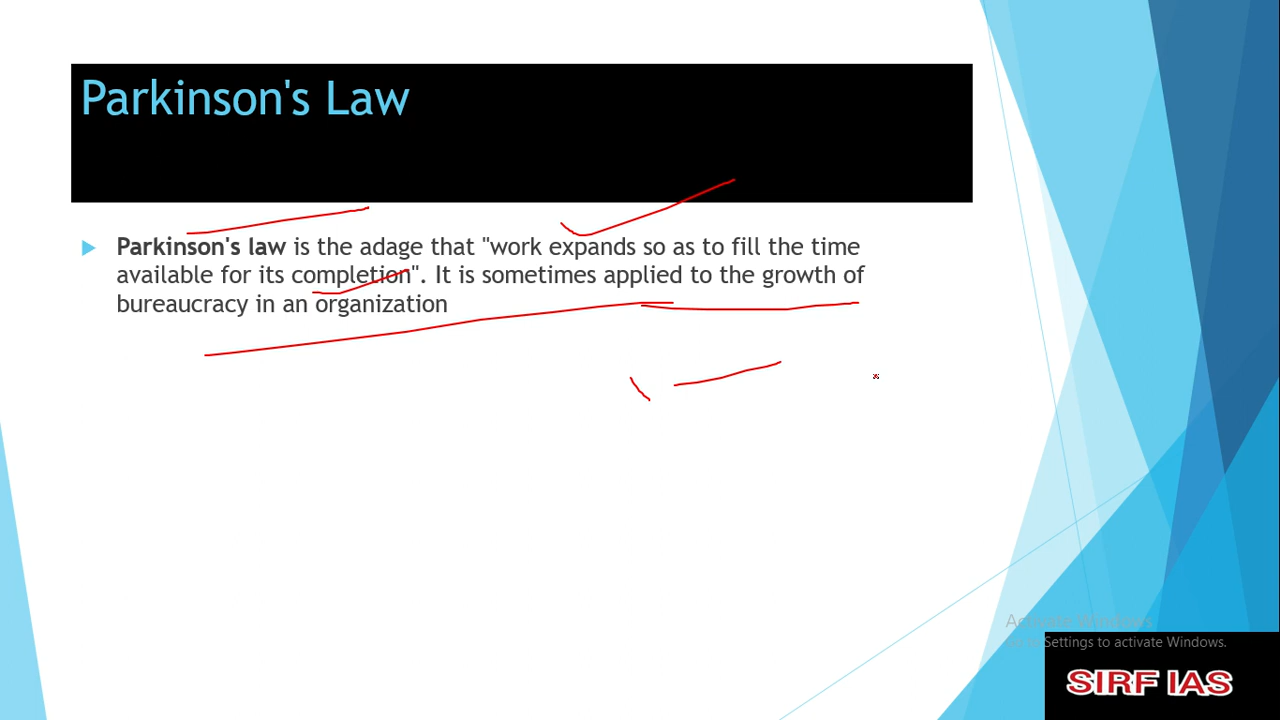 Parkinson's Law
Parkinson's law is the adage that "work expands so as to fill the time
available for its completion". It is sometimes applied to the growth of
bureaucracy in an organization
Activate Windows
Settings to activate Windows.
SIRF IAS